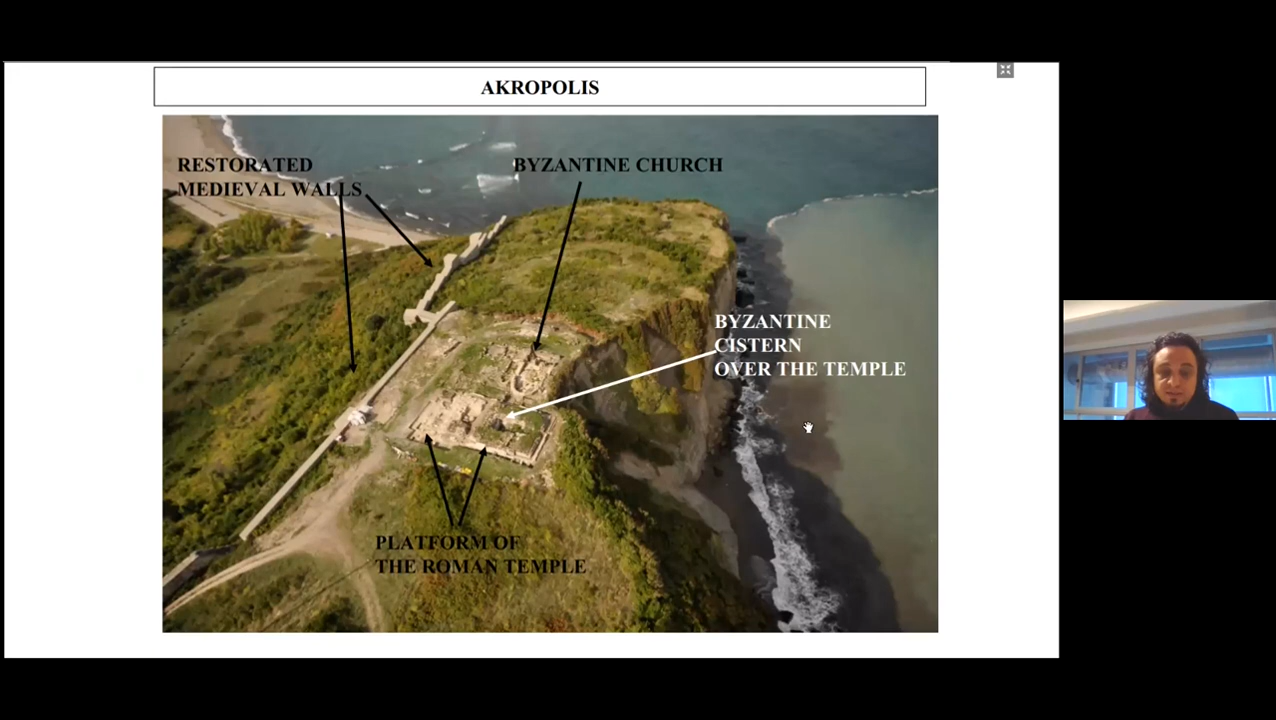 AKROPOLIS
RESTORATED
MEDIEVAL WALLS
BYZANTINE CHURCH
BYZANTINE
CISTERN
OVER THE TEMPLE
PLATFORM OF
THE ROMAN TEMPLE